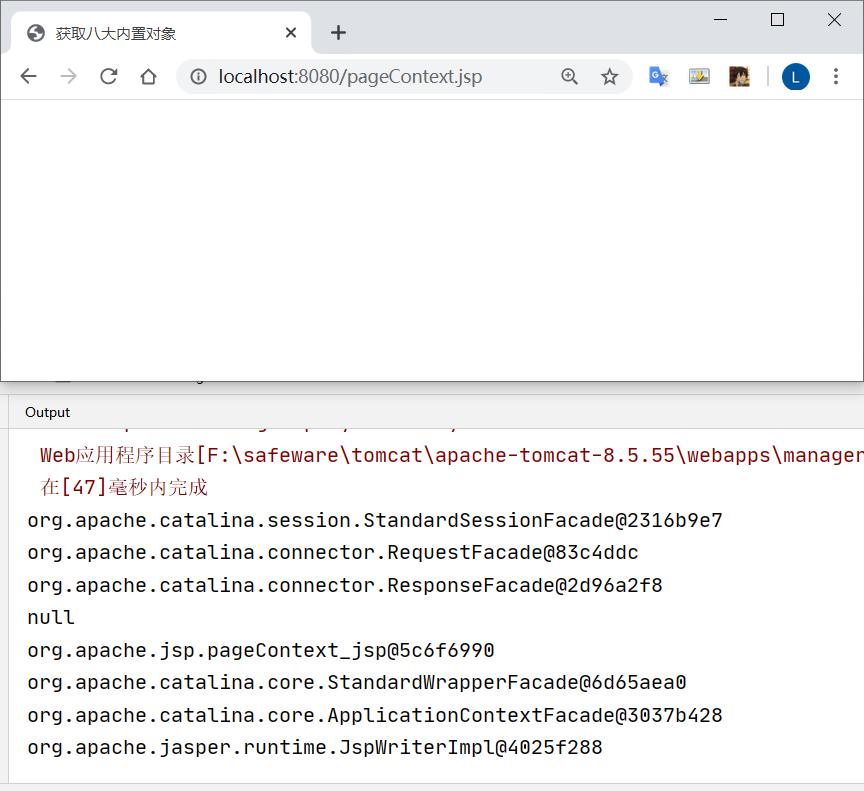 获取八大内置对象
localhost:8080/pageContext.jsp
L
Output
Web应用程序目录[F:\safeware\tomcat\apache-tomcat-8.5.55\webapps\manager
在[47]毫秒内完成
org.apache.catalina.session.StandardSessionFacade@2316b9e7
org.apache.catalina.connector.RequestFacade@83c4ddc
org.apache.catalina.connector.ResponseFacade@2d96a2f8
null
org.apache.jsp.pageContext_jsp@5c6f6990
org.apache.catalina.core.StandardWrapperFacade@6d65aea0
org.apache.catalina.core.ApplicationContextFacade@3037b428
org.apache.jasper.runtime.JspWriterImpl@4025f288